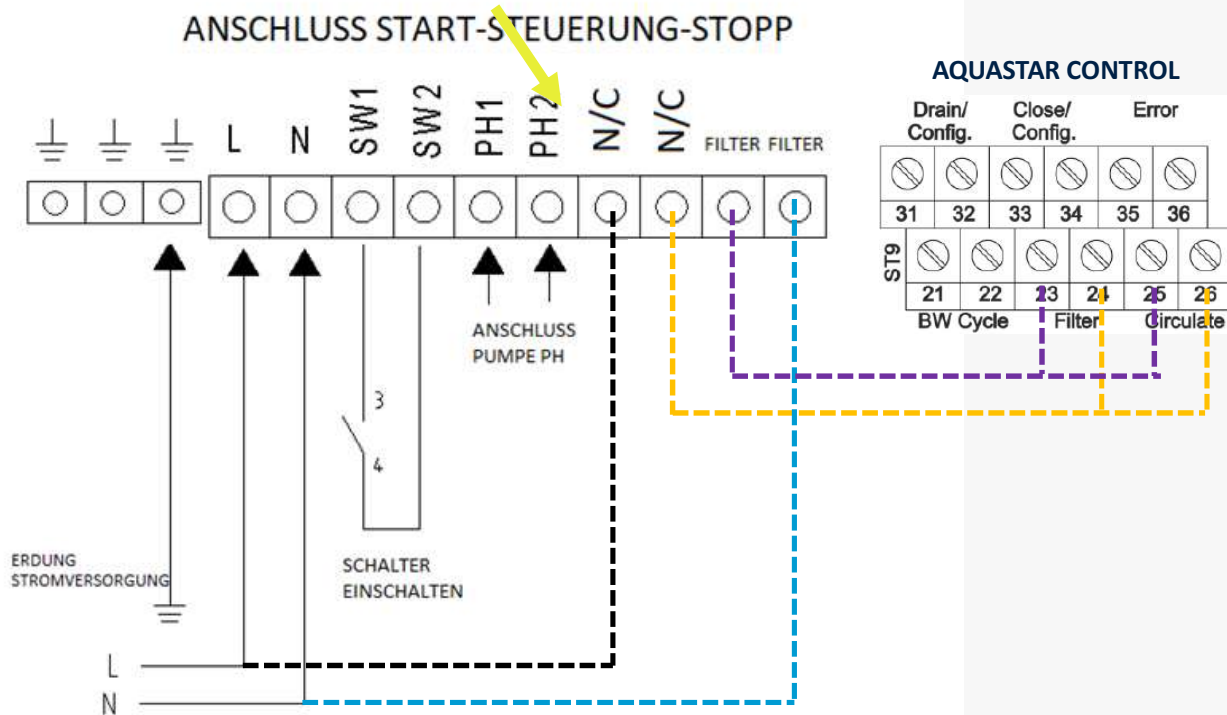 ANSCHLUSS START-STEUERUNG-STOPP
L N SW1 SW2 PH1 PH2 N/C N/C FILTER FILTER
ANSCHLUSS
PUMPE PH
3
4
SCHALTER
EINSCHALTEN
ERDUNG
STROMVERSORGUNG
L
N
AQUASTAR CONTROL
Drain/ Close/ Error
Config. Config.
31 32 33 34 35 36
ST9
21 22 23 24 25 26
BW Cycle Filter Circulate